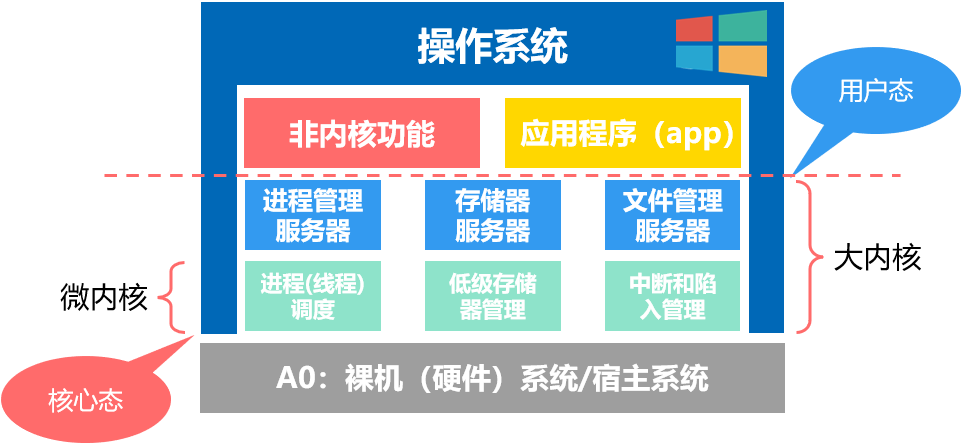 操作系统
用户态
非内核功能
应用程序（app）
进程管理
服务器
存储器
服务器
文件管理
服务器
大内核
微内核
进程(线程)
调度
低级存储
器管理
中断和陷
入管理
A0：裸机（硬件）系统/宿主系统
核心态